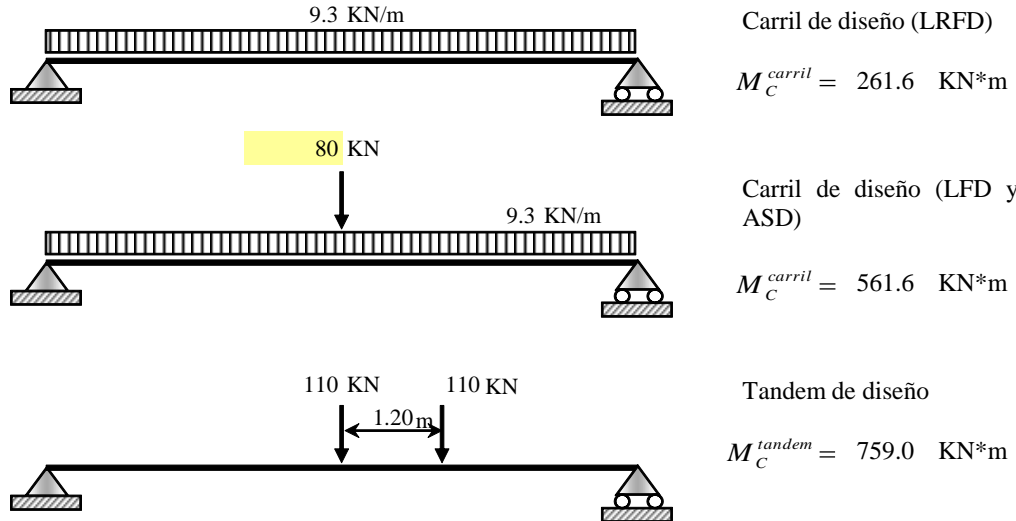 9.3 KN/m
Carril de diseño (LRFD)
M_C^{carril} = 261.6 KN*m
80 KN
9.3 KN/m
Carril de diseño (LFD y
ASD)
M_C^{carril} = 561.6 KN*m
110 KN 110 KN
1.20 m
Tandem de diseño
M_C^{tandem} = 759.0 KN*m